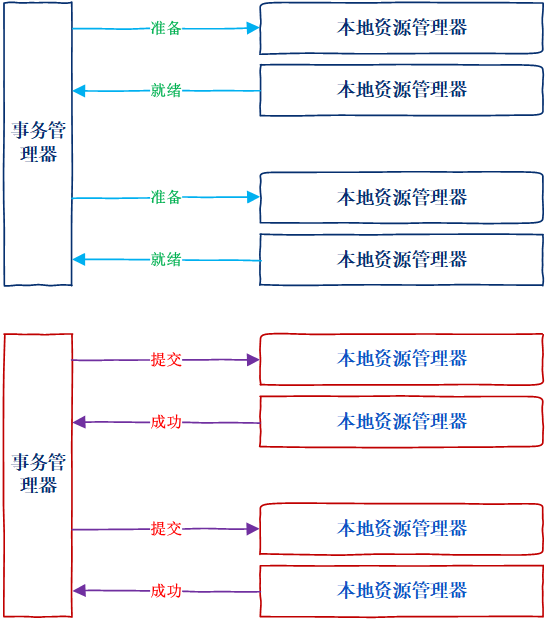 准备
本地资源管理器
就绪
本地资源管理器
事务管
理器
准备
本地资源管理器
就绪
本地资源管理器
提交
本地资源管理器
成功
本地资源管理器
事务管
理器
提交
本地资源管理器
成功
本地资源管理器